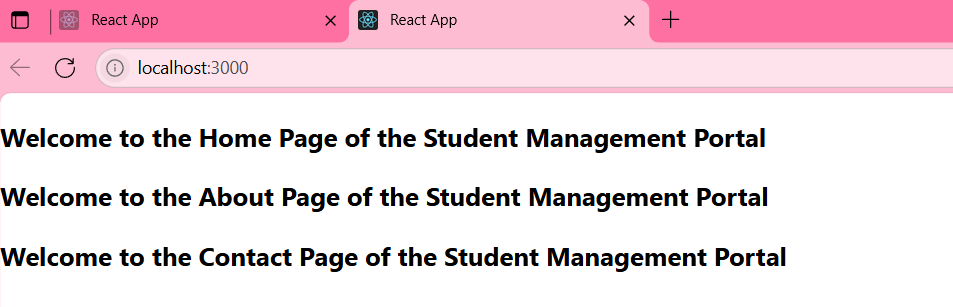 React App
React App
localhost:3000
Welcome to the Home Page of the Student Management Portal
Welcome to the About Page of the Student Management Portal
Welcome to the Contact Page of the Student Management Portal